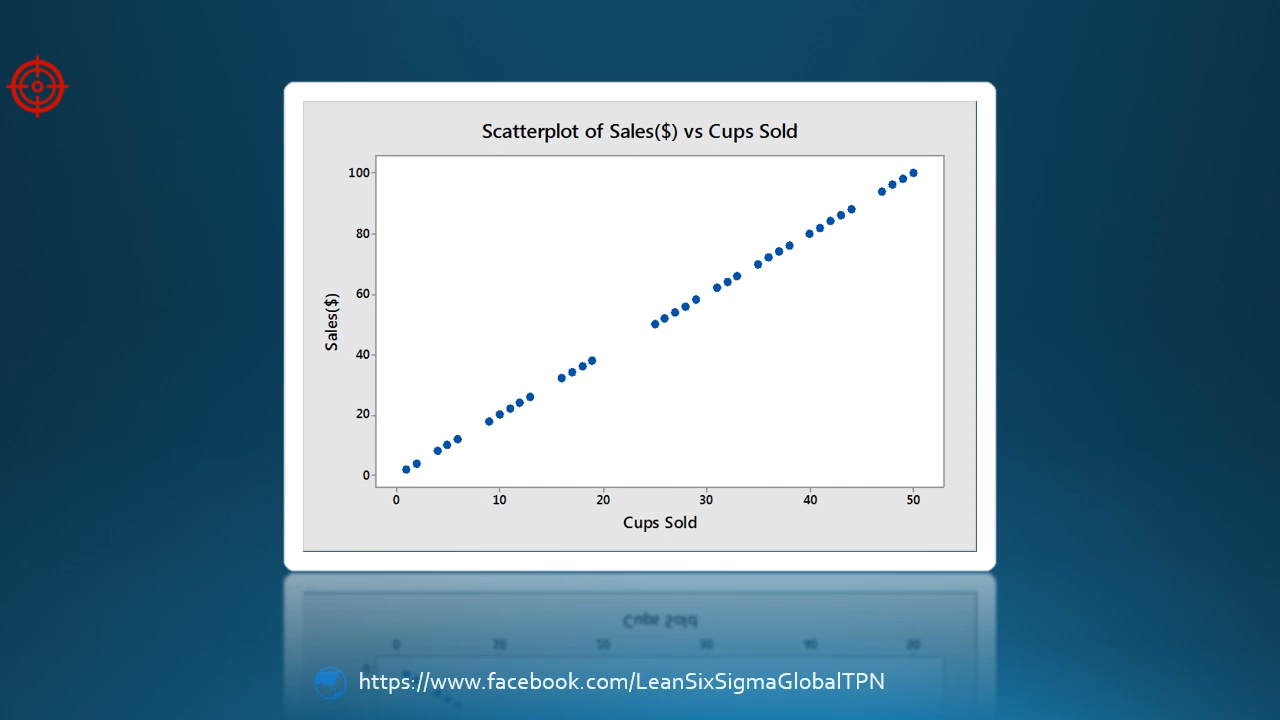 Scatterplot of Sales($) vs Cups Sold
100
80
60
40
20
0
Sales($)
0 10 20 30 40 50
Cups Sold
https://www.facebook.com/LeanSixSigmaGlobalTPN